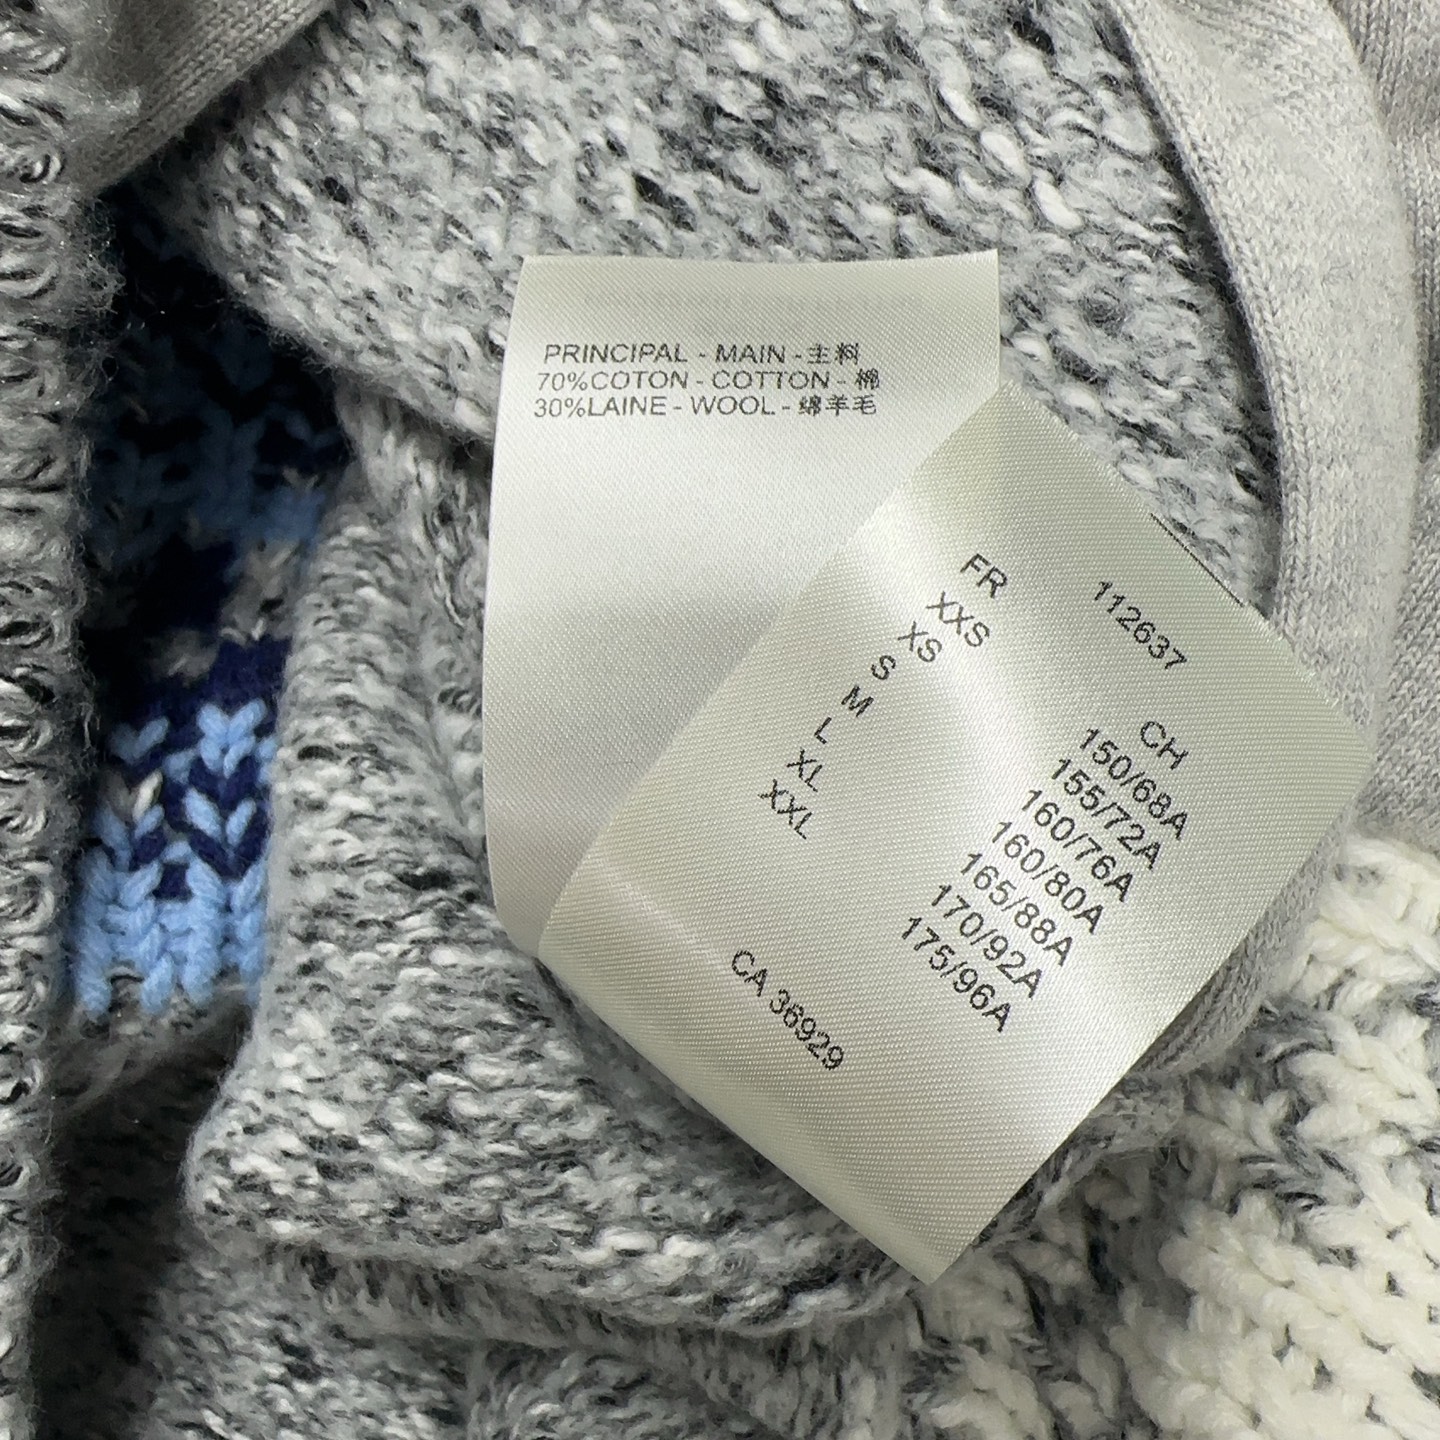 PRINCIPAL - MAIN - 主料
70%COTON - COTTON - 棉
30%LAINE - WOOL - 绵羊毛
112637
FR CH
XXS 150/68A
XS 155/72A
S 160/76A
M 160/80A
L 165/88A
XL 170/92A
XXL 175/96A
CA 36929